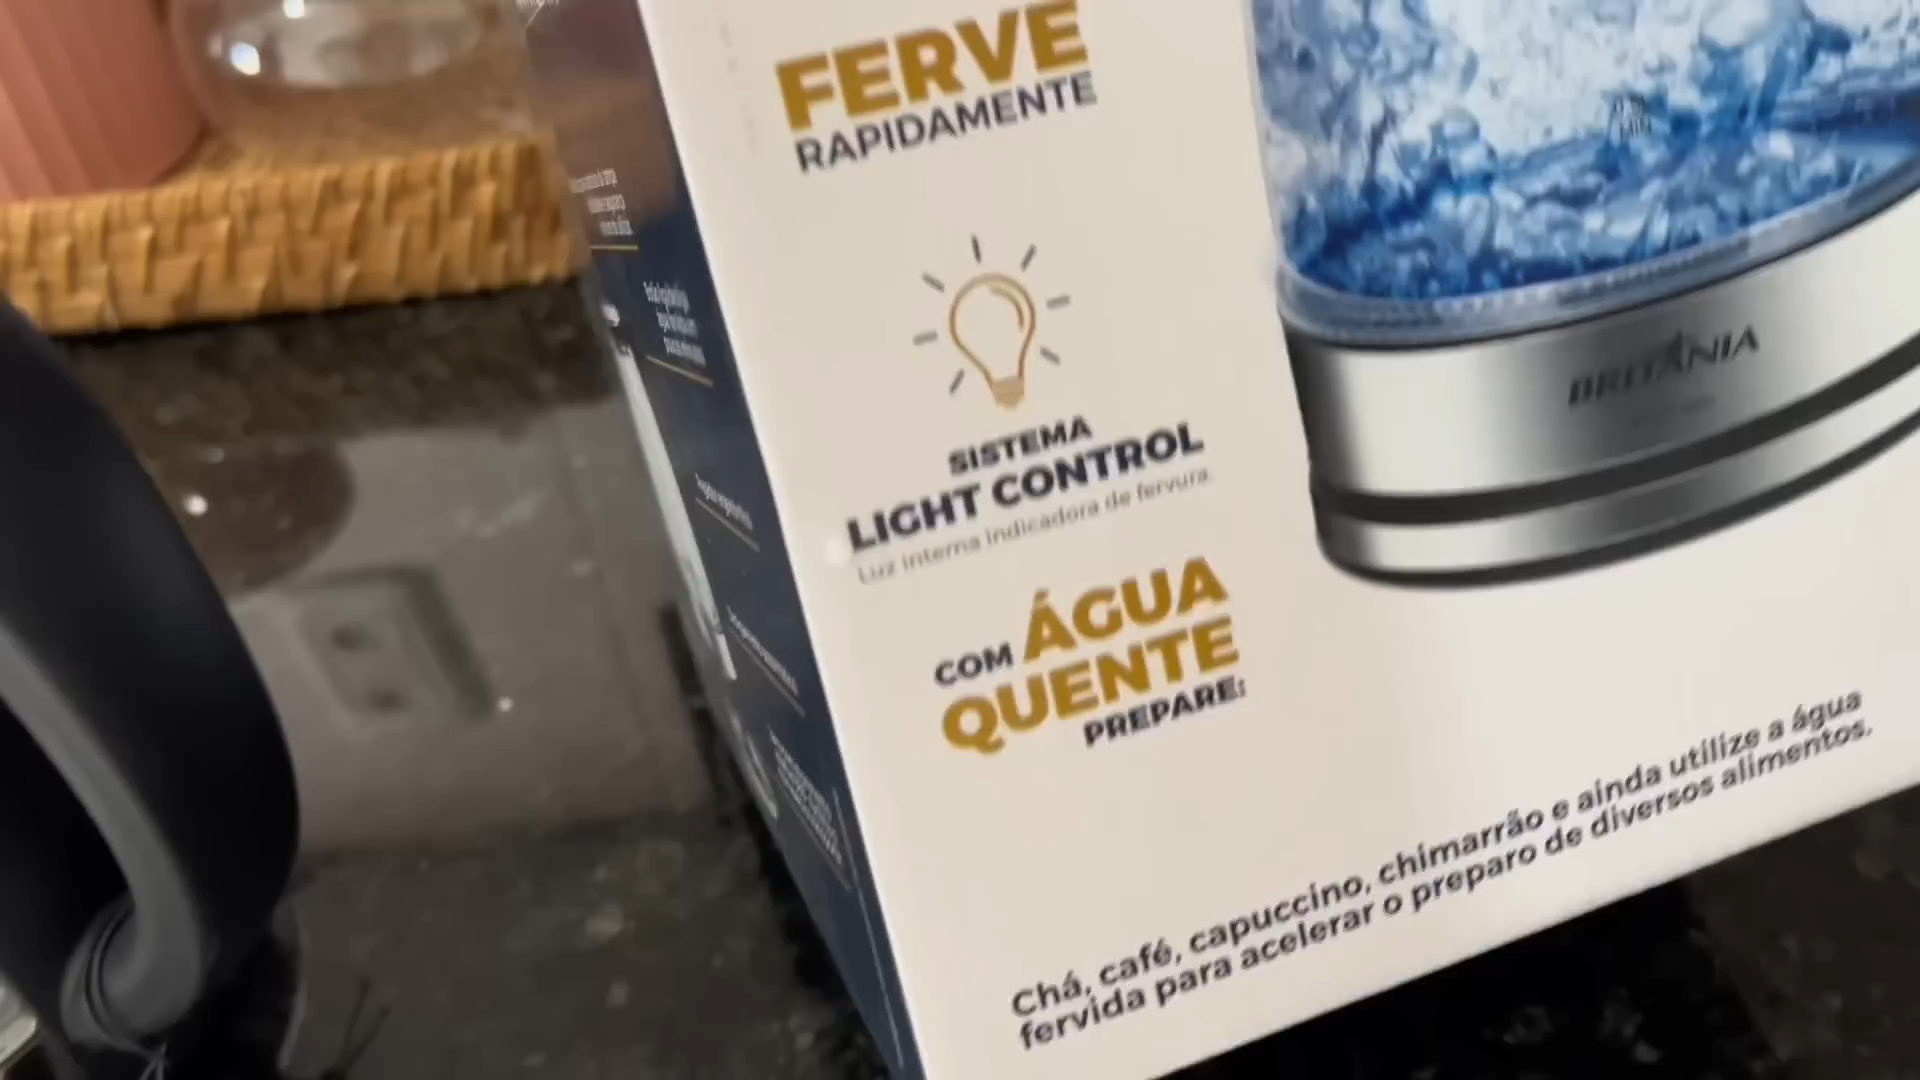 FERVE
RAPIDAMENTE
SISTEMA
LIGHT CONTROL
Luz interna indicadora de fervura.
COM ÁGUA
QUENTE
PREPARE:
Chá, café, capuccino, chimarrão e ainda utilize a água
fervida para acelerar o preparo de diversos alimentos.
BRITÂNIA